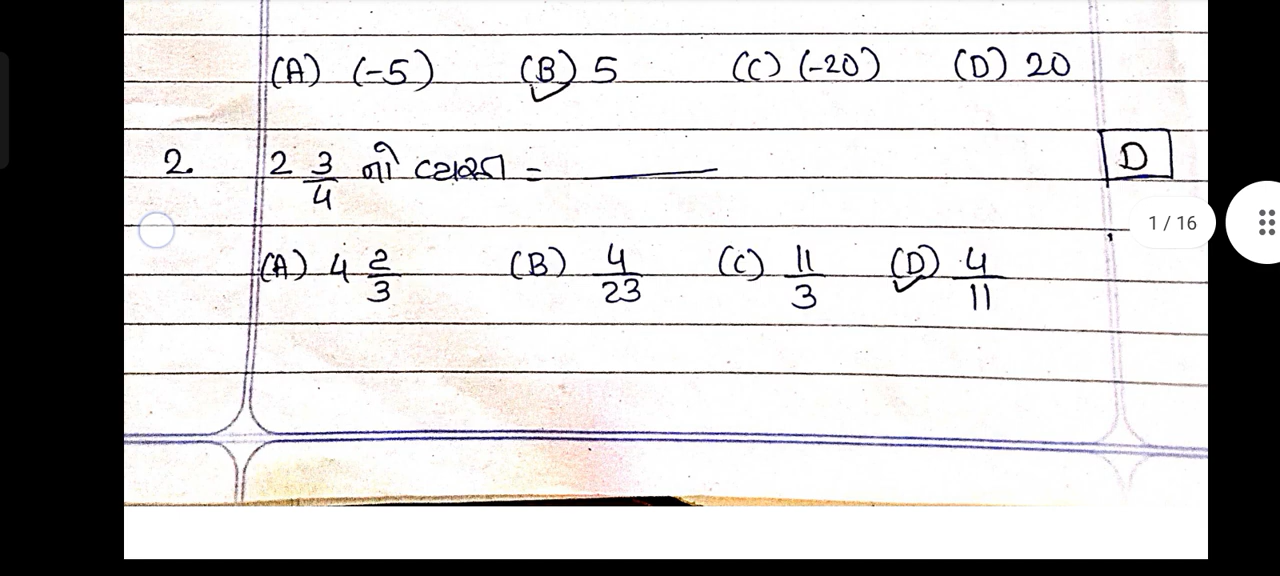 (A) (-5) (B) 5 (C) (-20) (D) 20
2. 2 3/4 નો વ્યસ્ત = ______ D
1 / 16
(A) 4 2/3 (B) 4/23 (C) 11/3 (D) 4/11